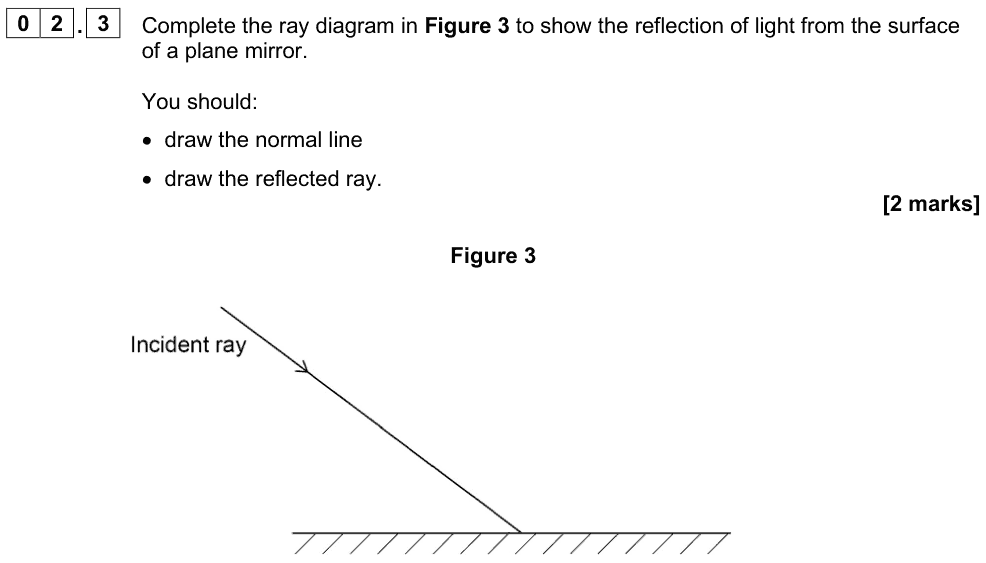 0 2 . 3 Complete the ray diagram in Figure 3 to show the reflection of light from the surface
of a plane mirror.
You should:
• draw the normal line
• draw the reflected ray.
[2 marks]
Figure 3
Incident ray